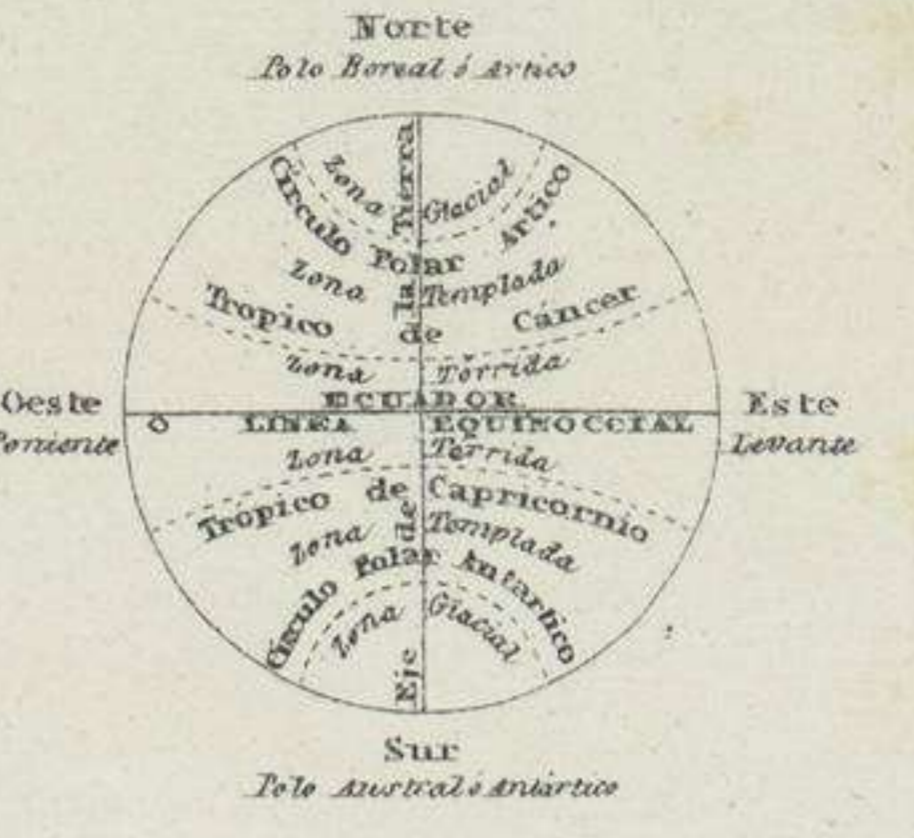 Norte
Polo Boreal ó Artico
Zona Glacial
Círculo Polar Artico
Zona Templada
Tropico de Cáncer
Zona Tórrida
ECUADOR
Oeste
Poniente
Este
Levante
O LINEA EQUINOCCIAL
Zona Tórrida
Tropico de Capricornio
Zona Templada
Círculo Polar Antartico
Zona Glacial
Eje de la Tierra
Sur
Polo Austral ó Antártico